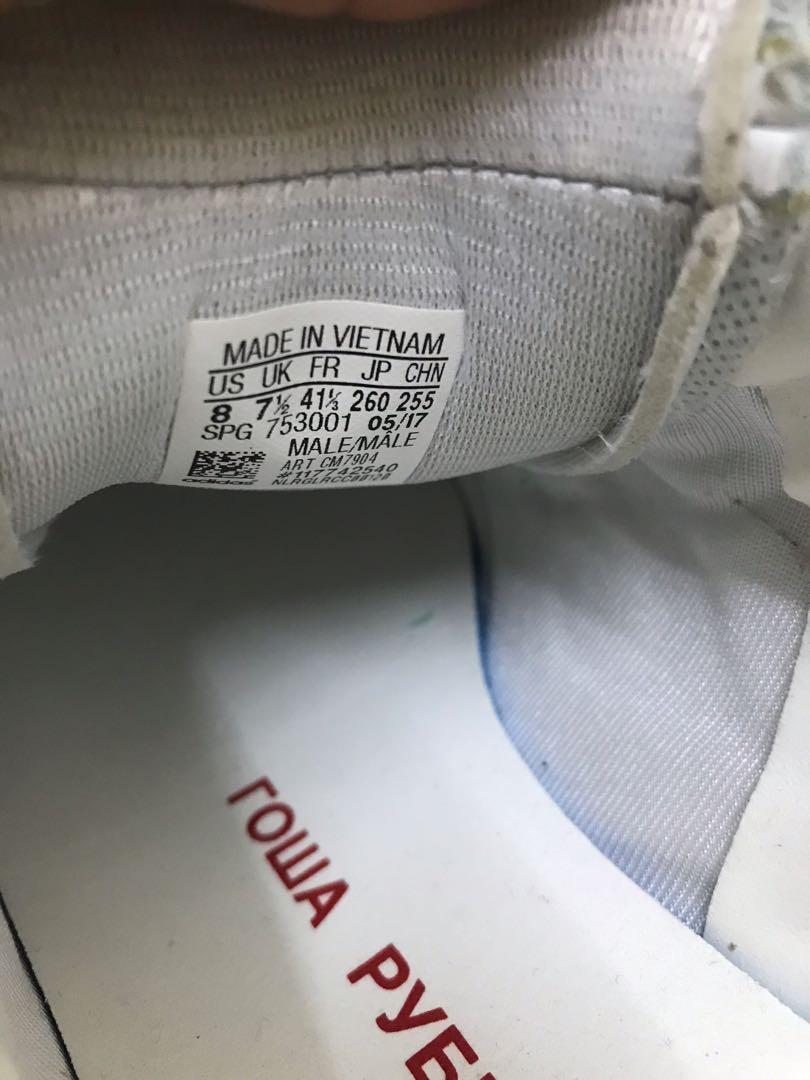 MADE IN VIETNAM
US UK FR JP CHN
8 7½ 41⅓ 260 255
SPG 753001 05/17
MALE/MÂLE
ART CM7904
#117742540
adidas
ГОША РУБ